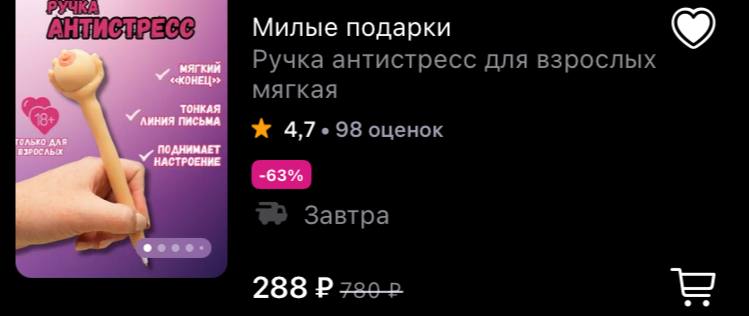 РУЧКА
АНТИСТРЕСС
МЯГКИЙ
«КОНЕЦ»
ТОНКАЯ
ЛИНИЯ ПИСЬМА
18+
ТОЛЬКО ДЛЯ
ВЗРОСЛЫХ
ПОДНИМАЕТ
НАСТРОЕНИЕ
Милые подарки
Ручка антистресс для взрослых
мягкая
4,7 • 98 оценок
-63%
Завтра
288 ₽ 780 ₽